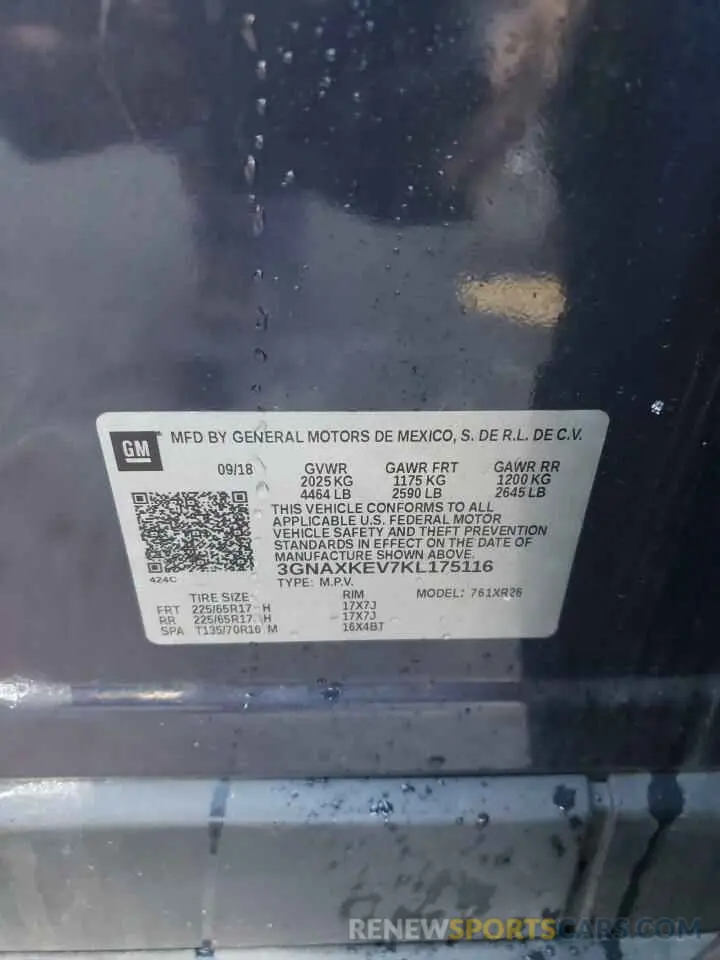 GM MFD BY GENERAL MOTORS DE MEXICO, S. DE R.L. DE C.V.
09/18 GVWR GAWR FRT GAWR RR
2025 KG 1175 KG 1200 KG
4464 LB 2590 LB 2645 LB
THIS VEHICLE CONFORMS TO ALL
APPLICABLE U.S. FEDERAL MOTOR
VEHICLE SAFETY AND THEFT PREVENTION
STANDARDS IN EFFECT ON THE DATE OF
MANUFACTURE SHOWN ABOVE.
3GNAXKEV7KL175116
424C
TYPE: M.P.V. MODEL: 761XR26
TIRE SIZE RIM
FRT 225/65R17 H 17X7J
RR 225/65R17 H 17X7J
SPA T135/70R16 M 16X4BT
RENEWSPORTSCARS.COM